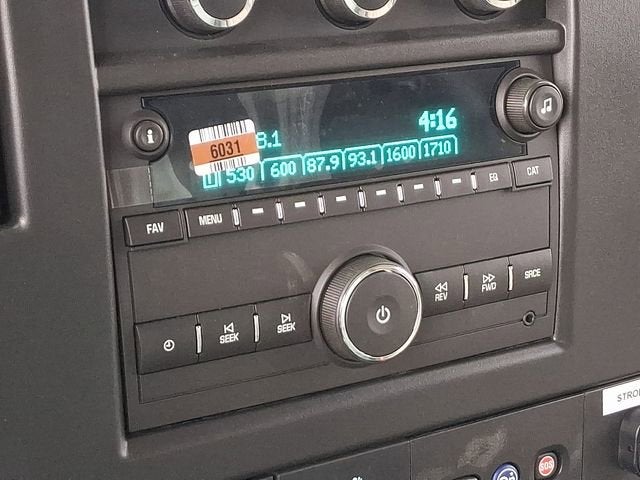 i
6031
8.1
4:16
530 600 87.9 93.1 1600 1710
FAV
MENU
EQ
CAT
SEEK
SEEK
REV
FWD
SRCE
SOS